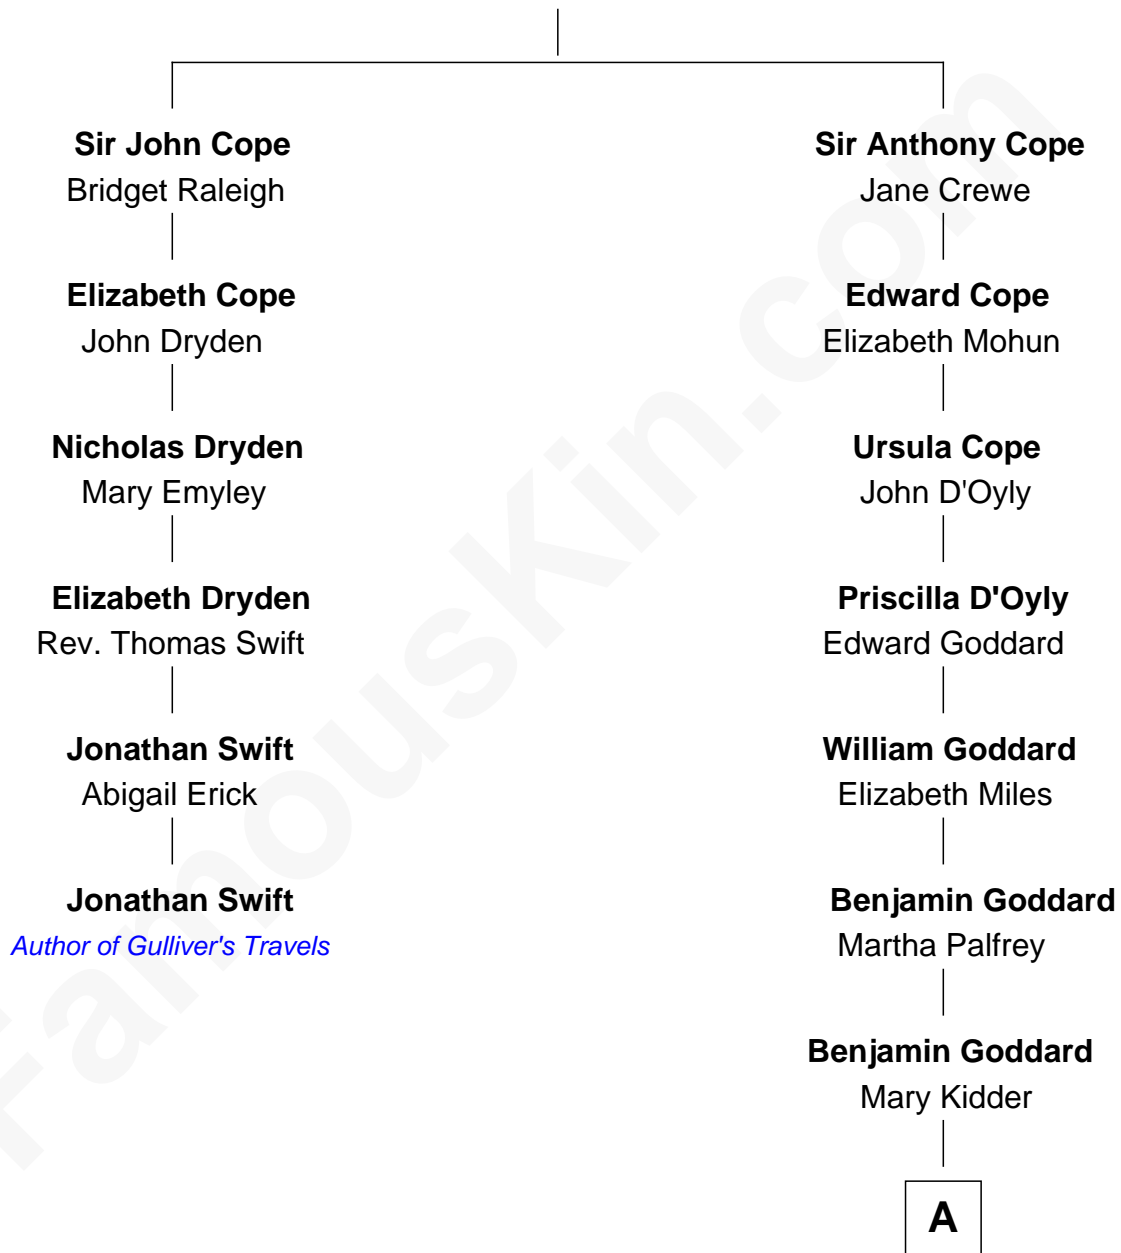 Sir John Cope
Bridget Raleigh
Elizabeth Cope
John Dryden
Nicholas Dryden
Mary Emyley
Elizabeth Dryden
Rev. Thomas Swift
Jonathan Swift
Abigail Erick
Jonathan Swift
Author of Gulliver's Travels
Sir Anthony Cope
Jane Crewe
Edward Cope
Elizabeth Mohun
Ursula Cope
John D'Oyly
Priscilla D'Oyly
Edward Goddard
William Goddard
Elizabeth Miles
Benjamin Goddard
Martha Palfrey
Benjamin Goddard
Mary Kidder
A
FamousKin.com